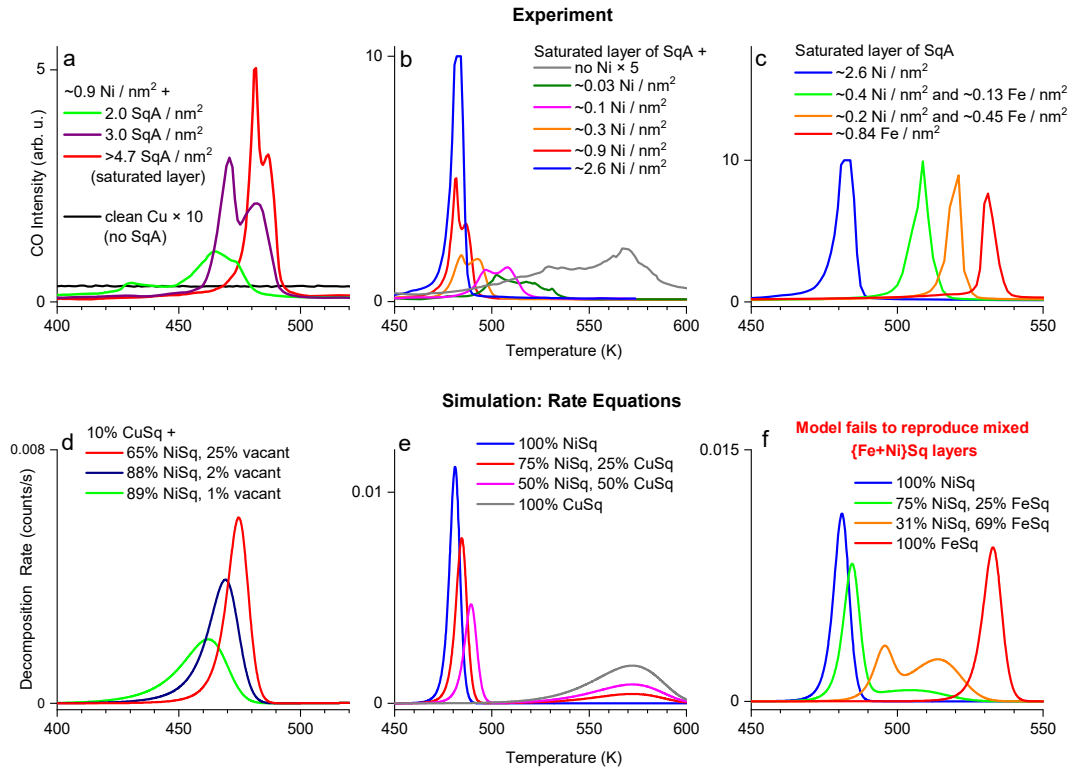 Experiment
a
~0.9 Ni / nm²  +
2.0 SqA / nm²
3.0 SqA / nm²
>4.7 SqA / nm²
(saturated layer)
clean Cu × 10
(no SqA)
CO Intensity (arb. u.)
5
0
400
450
500
b
Saturated layer of SqA +
no Ni × 5
~0.03 Ni / nm²
~0.1 Ni / nm²
~0.3 Ni / nm²
~0.9 Ni / nm²
~2.6 Ni / nm²
10
0
450
500
550
600
Temperature (K)
c
Saturated layer of SqA
~2.6 Ni / nm²
~0.4 Ni / nm² and ~0.13 Fe / nm²
~0.2 Ni / nm² and ~0.45 Fe / nm²
~0.84 Fe / nm²
10
0
450
500
550
Simulation: Rate Equations
d
10% CuSq +
65% NiSq, 25% vacant
88% NiSq, 2% vacant
89% NiSq, 1% vacant
Decomposition Rate (counts/s)
0.008
0
400
450
500
e
100% NiSq
75% NiSq, 25% CuSq
50% NiSq, 50% CuSq
100% CuSq
0.01
0
450
500
550
600
Temperature (K)
f
Model fails to reproduce mixed
{Fe+Ni}Sq layers
100% NiSq
75% NiSq, 25% FeSq
31% NiSq, 69% FeSq
100% FeSq
0.015
0
450
500
550